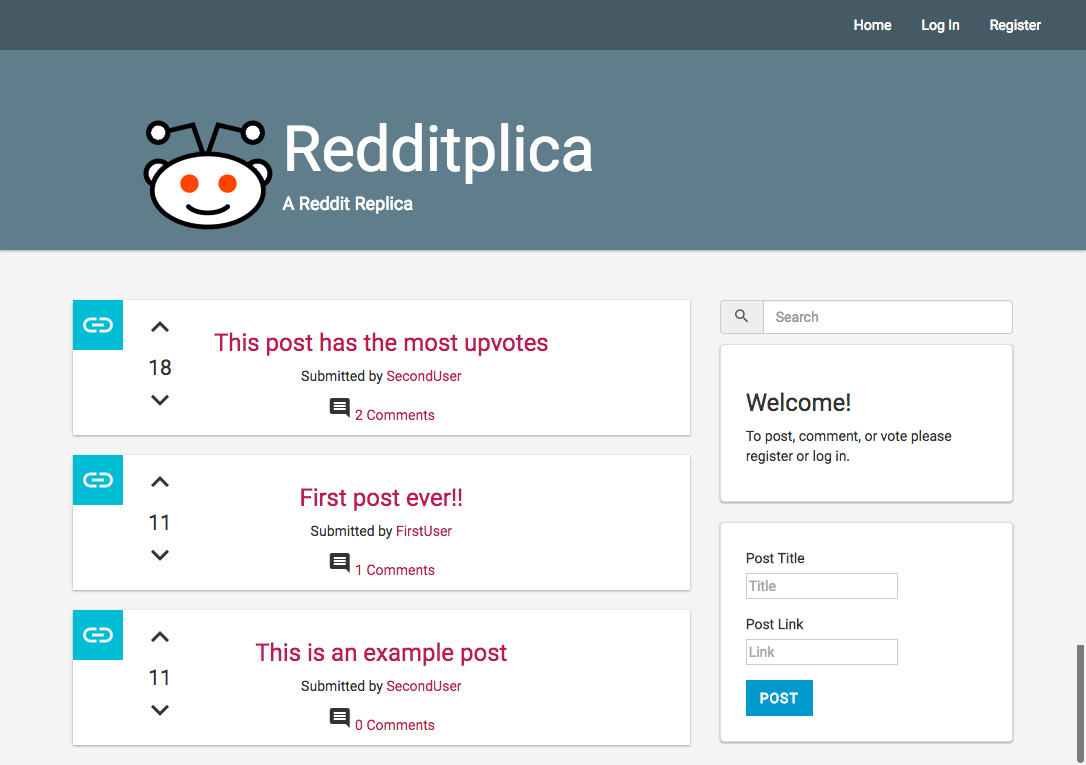 Home Log In Register
Redditplica
A Reddit Replica
18
This post has the most upvotes
Submitted by SecondUser
2 Comments
11
First post ever!!
Submitted by FirstUser
1 Comments
11
This is an example post
Submitted by SecondUser
0 Comments
Search
Welcome!
To post, comment, or vote please
register or log in.
Post Title
Title
Post Link
Link
POST